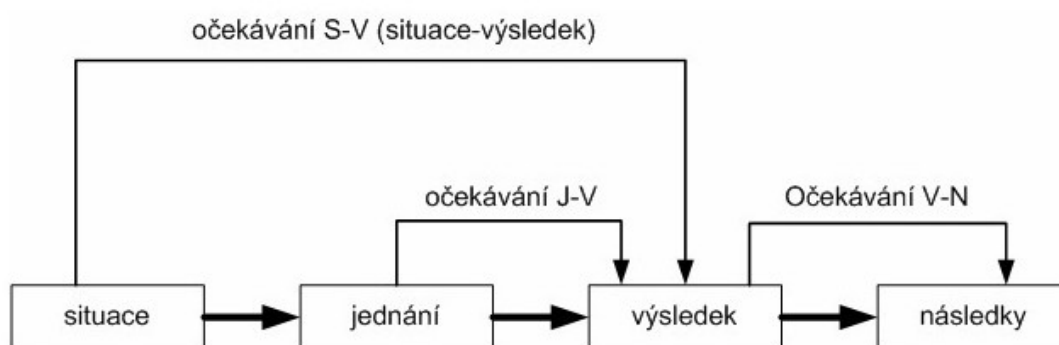 očekávání S-V (situace-výsledek)
očekávání J-V
Očekávání V-N
situace
jednání
výsledek
následky